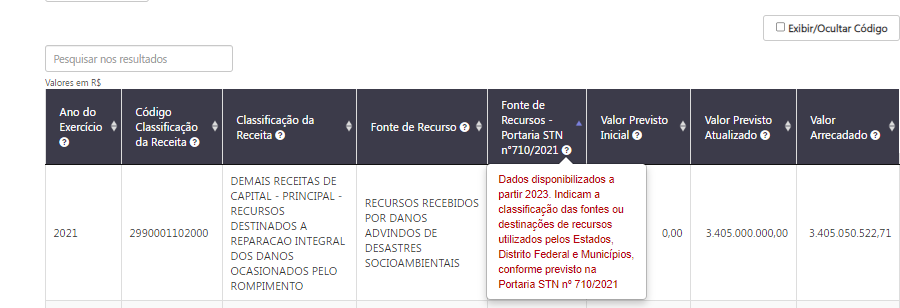 Exibir/Ocultar Código
Pesquisar nos resultados
Valores em R$
Ano do
Exercício
Código
Classificação
da Receita
Classificação da
Receita
Fonte de Recurso
Fonte de
Recursos -
Portaria STN
n°710/2021
Valor Previsto
Inicial
Valor Previsto
Atualizado
Valor
Arrecadado
2021
2990001102000
DEMAIS RECEITAS DE
CAPITAL - PRINCIPAL -
RECURSOS
DESTINADOS A
REPARACAO INTEGRAL
DOS DANOS
OCASIONADOS PELO
ROMPIMENTO
RECURSOS RECEBIDOS
POR DANOS
ADVINDOS DE
DESASTRES
SOCIOAMBIENTAIS
Dados disponibilizados a
partir 2023. Indicam a
classificação das fontes ou
destinações de recursos
utilizados pelos Estados,
Distrito Federal e Municípios,
conforme previsto na
Portaria STN nº 710/2021
0,00
3.405.000.000,00
3.405.050.522,71